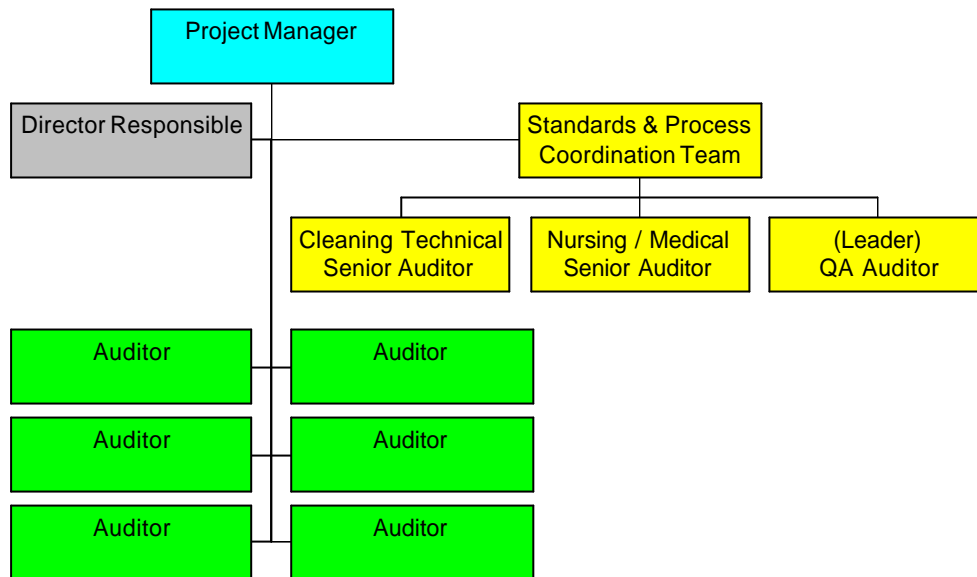 Project Manager
Director Responsible
Standards & Process
Coordination Team
Cleaning Technical
Senior Auditor
Nursing / Medical
Senior Auditor
(Leader)
QA Auditor
Auditor
Auditor
Auditor
Auditor
Auditor
Auditor